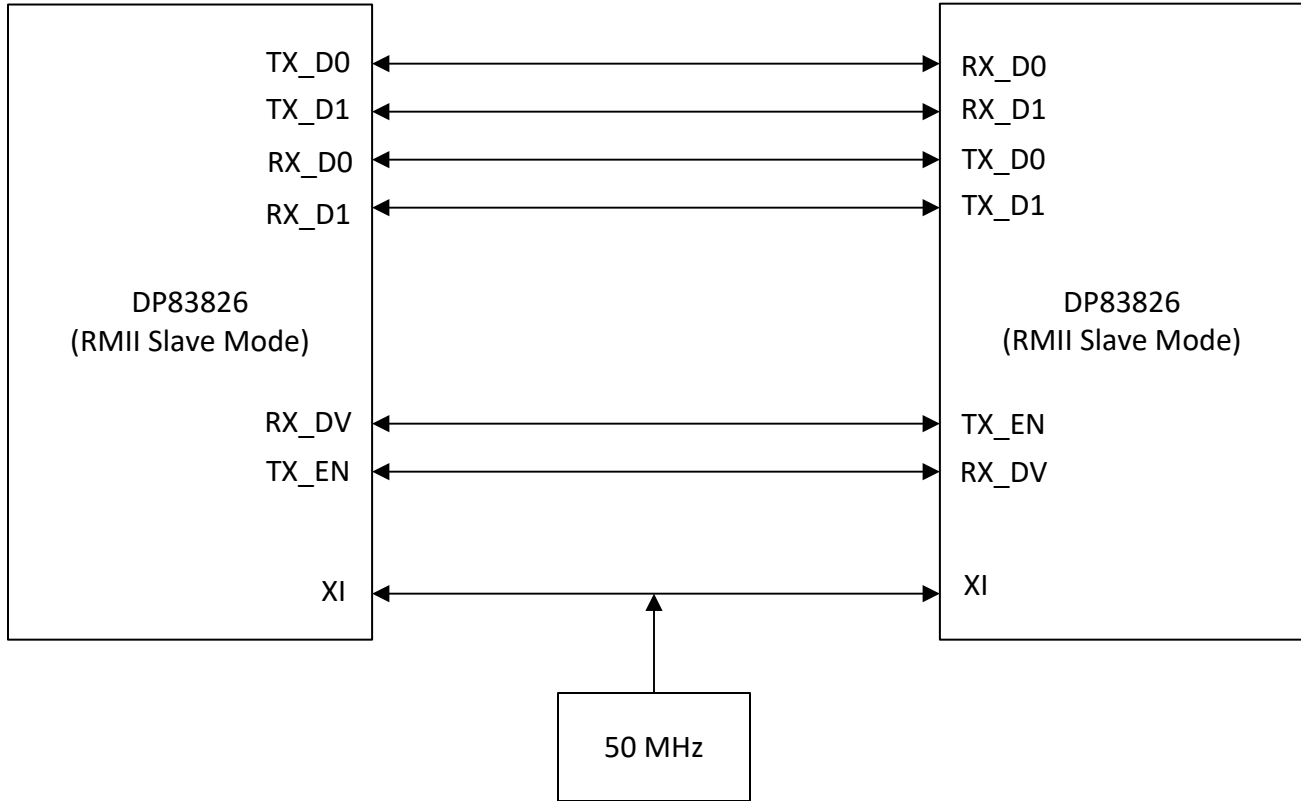 TX_D0
TX_D1
RX_D0
RX_D1
DP83826
(RMII Slave Mode)
RX_DV
TX_EN
XI
RX_D0
RX_D1
TX_D0
TX_D1
DP83826
(RMII Slave Mode)
TX_EN
RX_DV
XI
50 MHz